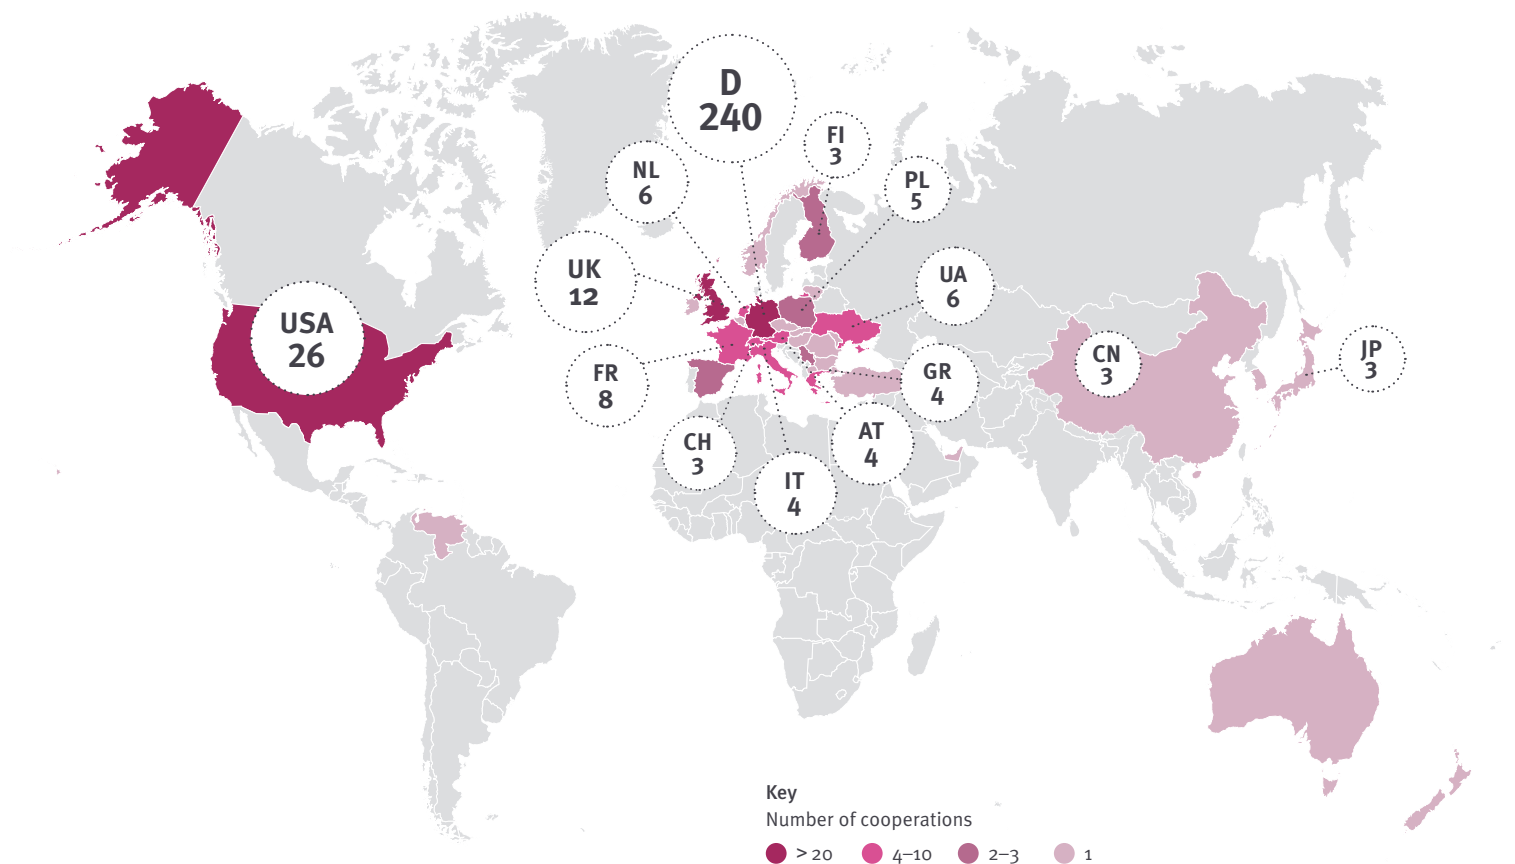 D
240
FI
3
NL
6
PL
5
UK
12
UA
6
USA
26
FR
8
GR
4
CN
3
JP
3
CH
3
AT
4
IT
4
Key
Number of cooperations
> 20
4–10
2–3
1